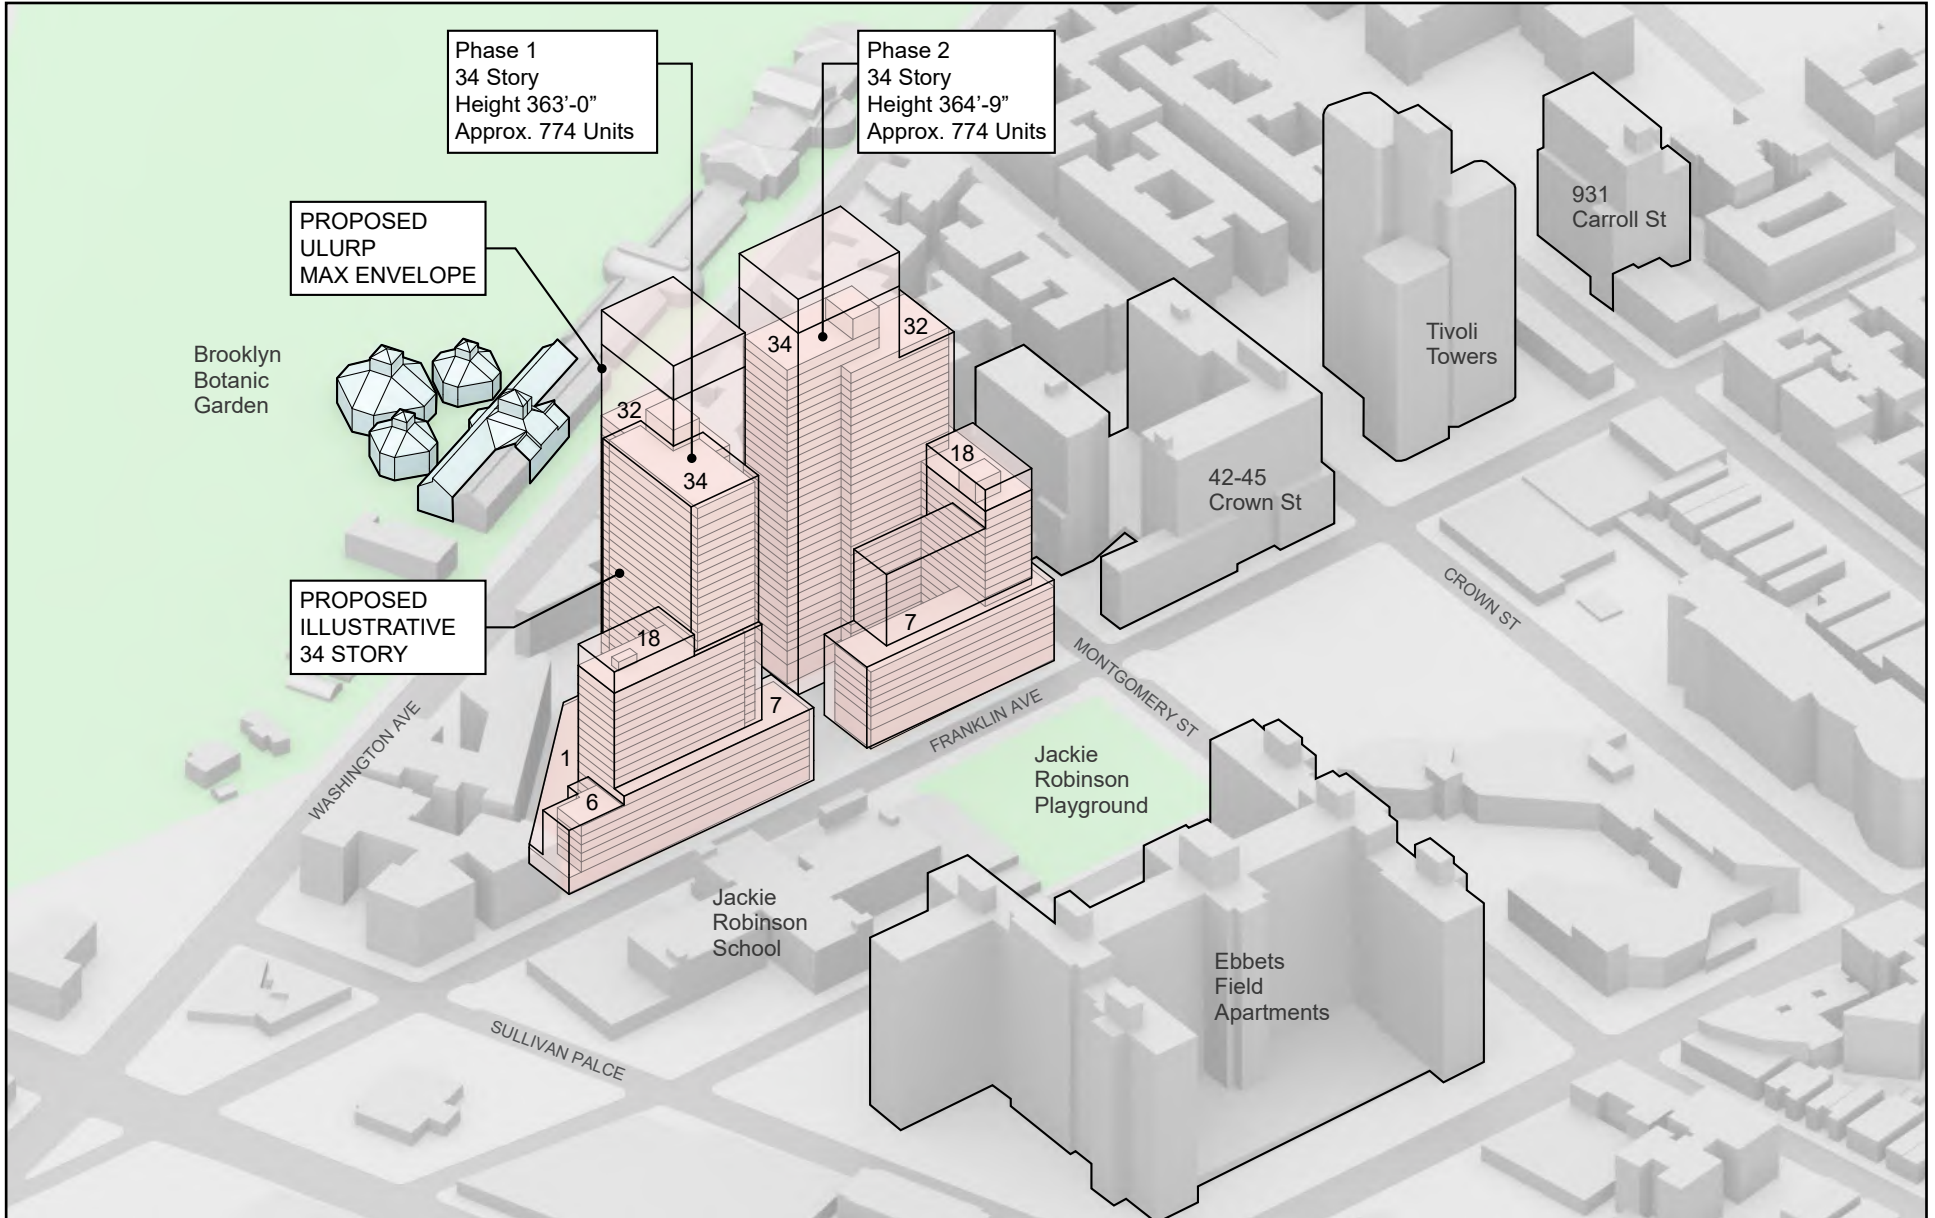 Phase 1
34 Story
Height 363’-0”
Approx. 774 Units
Phase 2
34 Story
Height 364’-9”
Approx. 774 Units
PROPOSED
ULURP
MAX ENVELOPE
931
Carroll St
Tivoli
Towers
Brooklyn
Botanic
Garden
34
32
32
34
18
42-45
Crown St
PROPOSED
ILLUSTRATIVE
34 STORY
CROWN ST
18
7
MONTGOMERY ST
7
FRANKLIN AVE
WASHINGTON AVE
1
6
Jackie
Robinson
Playground
Jackie
Robinson
School
Ebbets
Field
Apartments
SULLIVAN PALCE